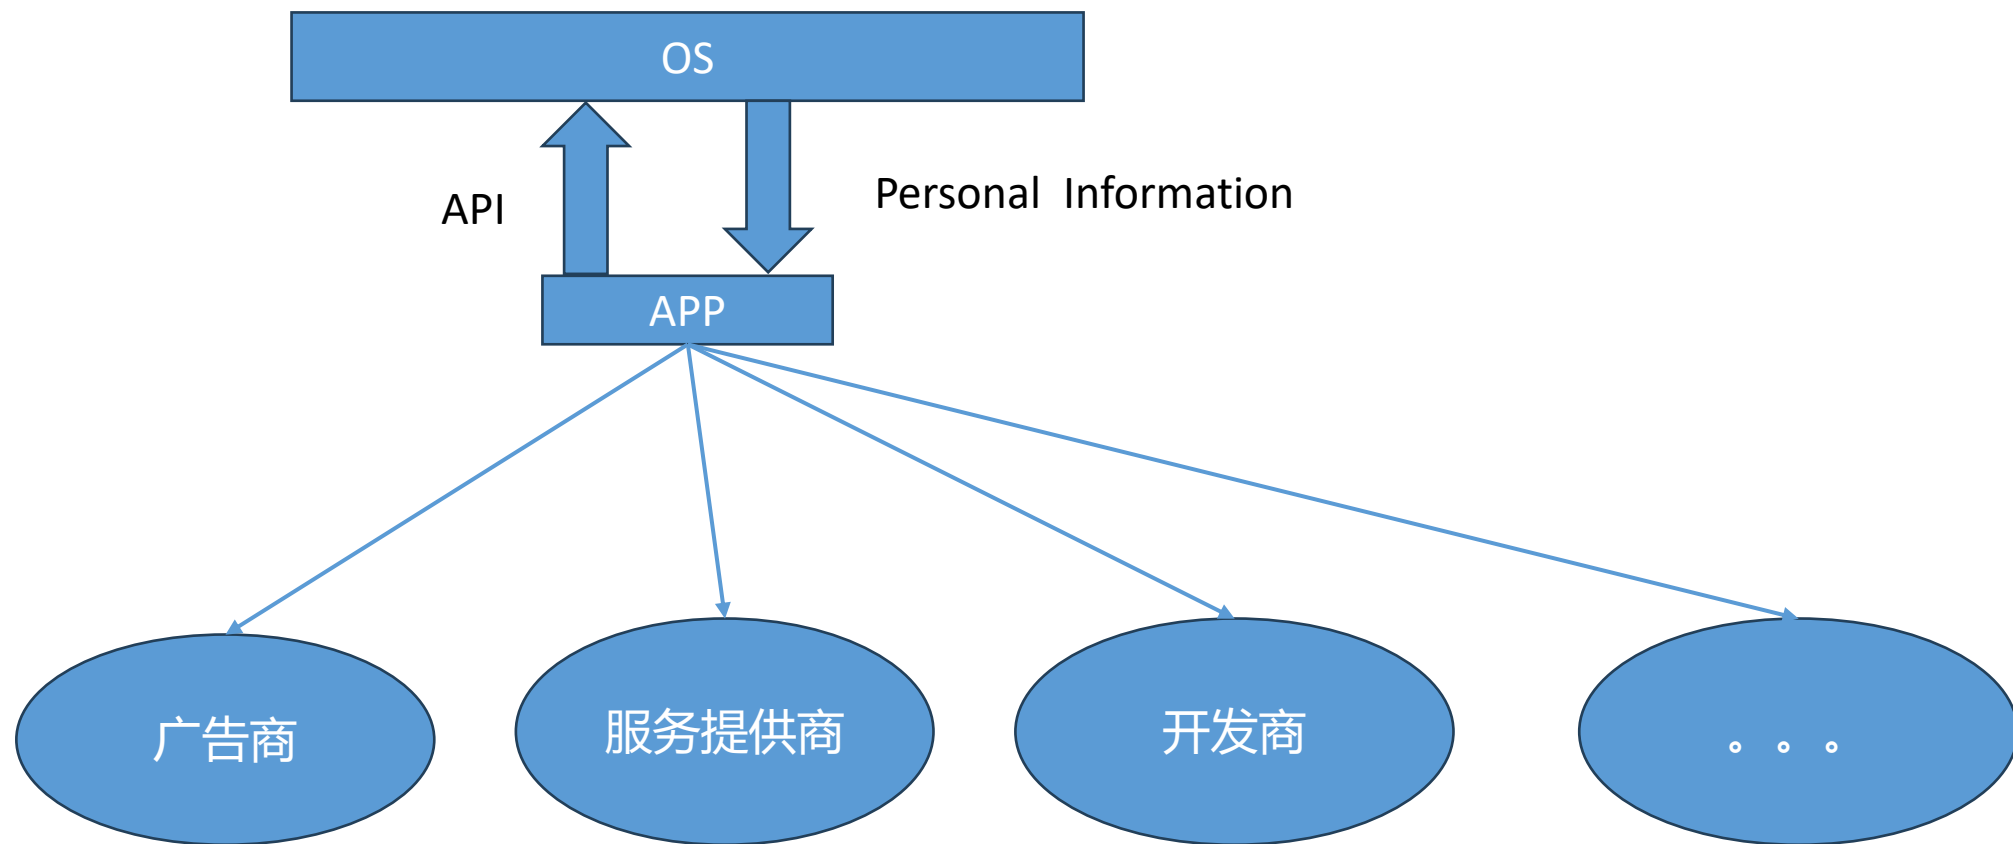 OS
API
Personal Information
APP
广告商
服务提供商
开发商
。。。